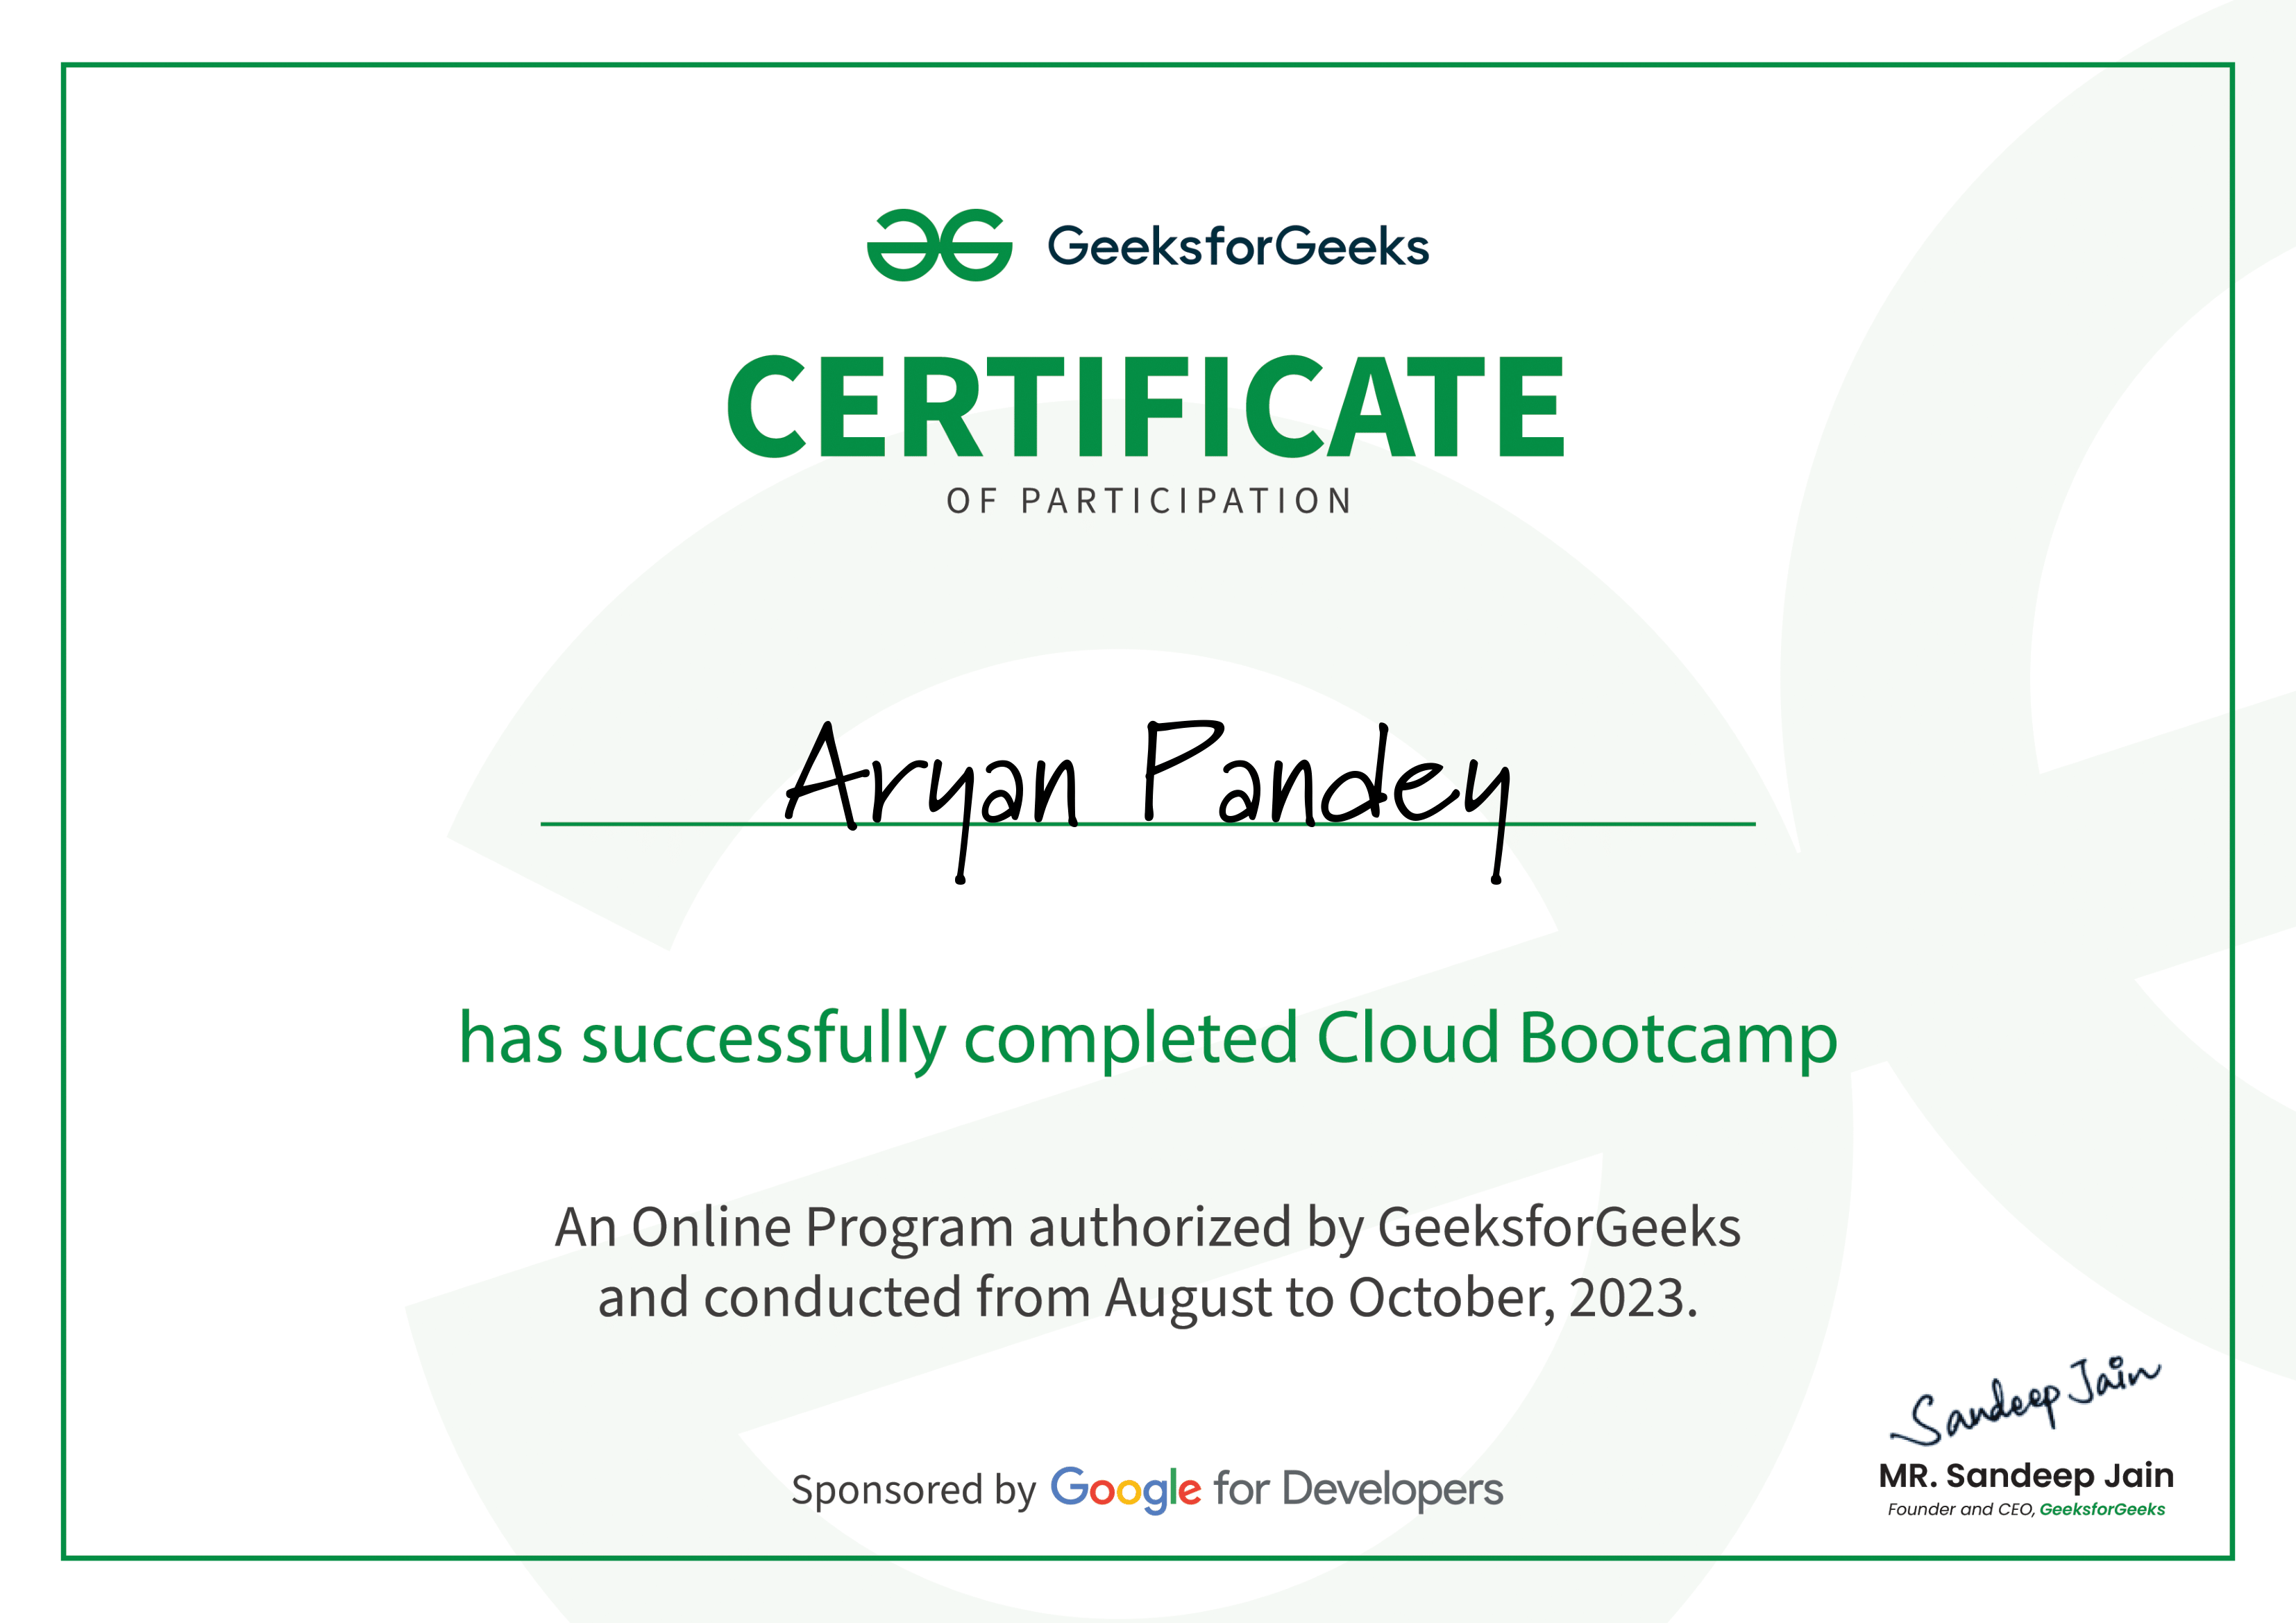 GeeksforGeeks
CERTIFICATE
OF PARTICIPATION
Aryan Pandey
has successfully completed Cloud Bootcamp
An Online Program authorized by GeeksforGeeks
and conducted from August to October, 2023.
Sandeep Jain
MR. Sandeep Jain
Founder and CEO, GeeksforGeeks
Sponsored by Google for Developers